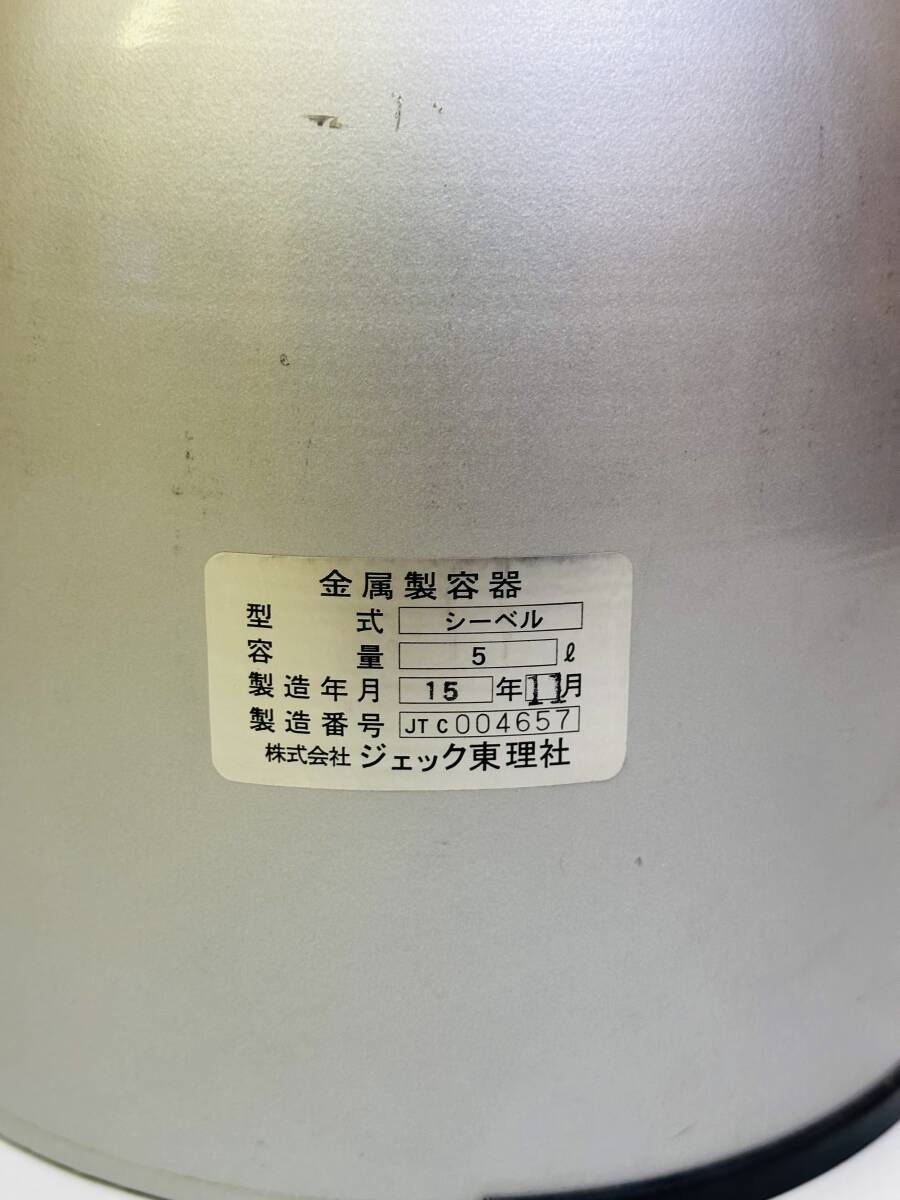 金属製容器
型式 シーベル
容量 5 ℓ
製造年月 15 年 11 月
製造番号 JTC004657
株式会社 ジェック東理社